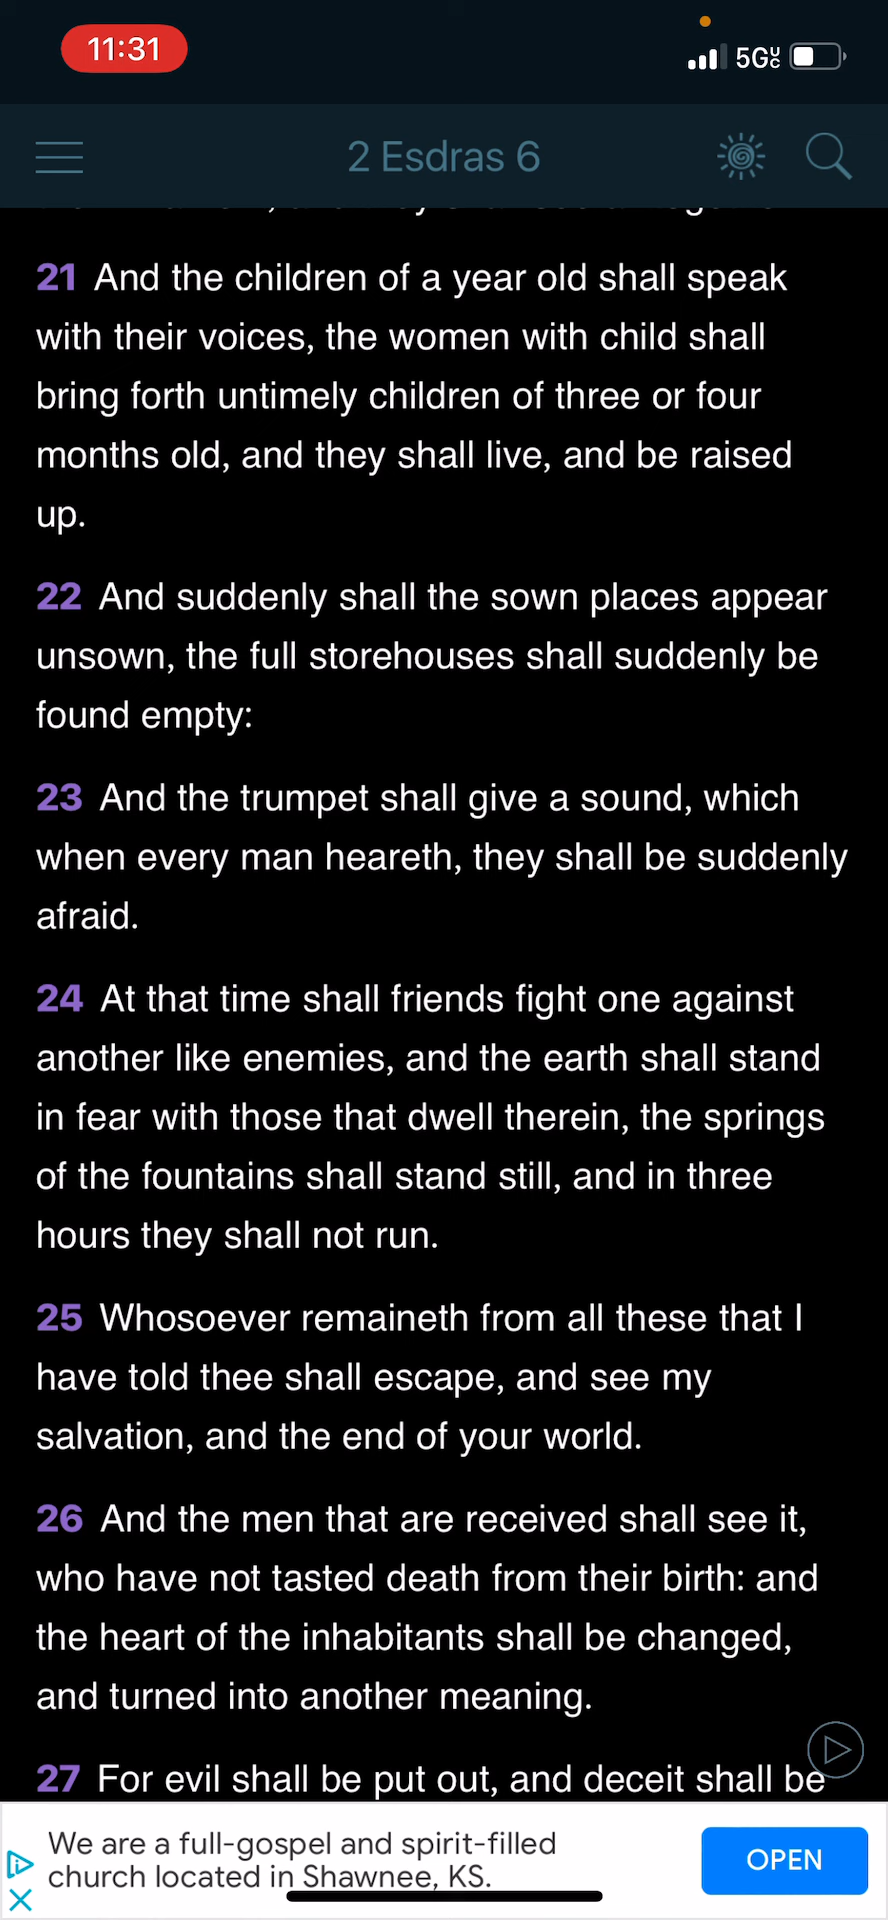 11:31
5G UC
2 Esdras 6
21 And the children of a year old shall speak
with their voices, the women with child shall
bring forth untimely children of three or four
months old, and they shall live, and be raised
up.
22 And suddenly shall the sown places appear
unsown, the full storehouses shall suddenly be
found empty:
23 And the trumpet shall give a sound, which
when every man heareth, they shall be suddenly
afraid.
24 At that time shall friends fight one against
another like enemies, and the earth shall stand
in fear with those that dwell therein, the springs
of the fountains shall stand still, and in three
hours they shall not run.
25 Whosoever remaineth from all these that I
have told thee shall escape, and see my
salvation, and the end of your world.
26 And the men that are received shall see it,
who have not tasted death from their birth: and
the heart of the inhabitants shall be changed,
and turned into another meaning.
27 For evil shall be put out, and deceit shall be
We are a full-gospel and spirit-filled
church located in Shawnee, KS.
OPEN